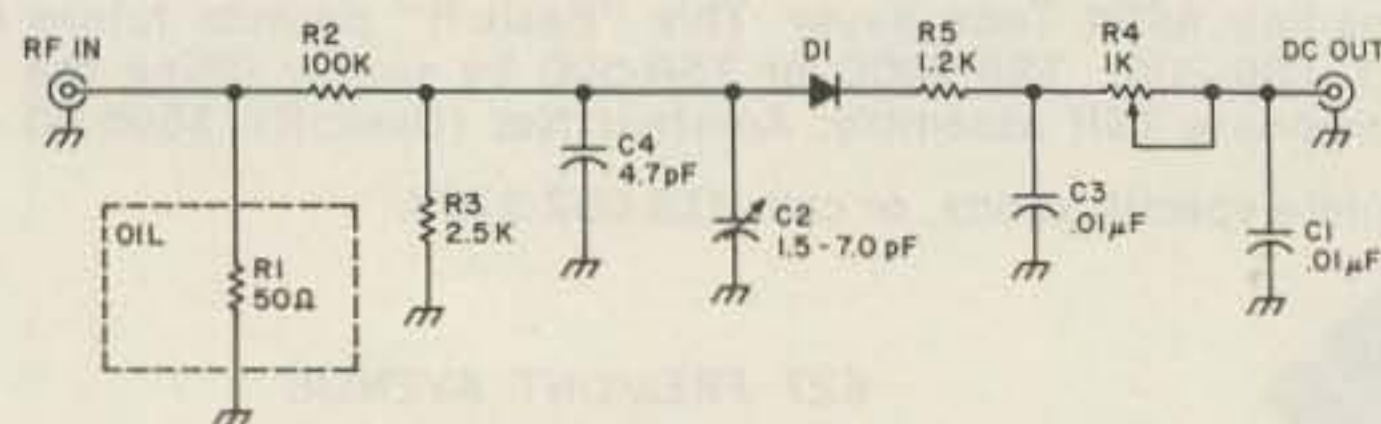 RF IN
R2
100K
D1
R5
1.2K
R4
1K
DC OUT
C4
4.7pF
R3
2.5K
C2
1.5-7.0 pF
C3
.01µF
C1
.01µF
OIL
R1
50Ω